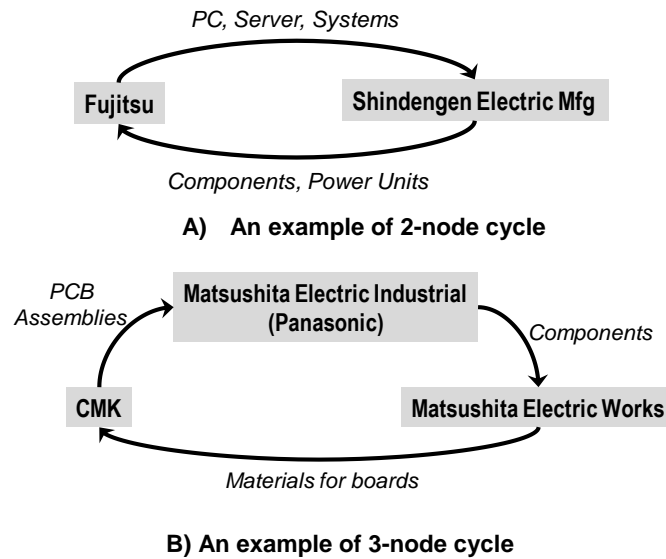 PC, Server, Systems
Fujitsu
Shindengen Electric Mfg
Components, Power Units
A) An example of 2-node cycle
PCB
Assemblies
Matsushita Electric Industrial
(Panasonic)
Components
CMK
Matsushita Electric Works
Materials for boards
B) An example of 3-node cycle